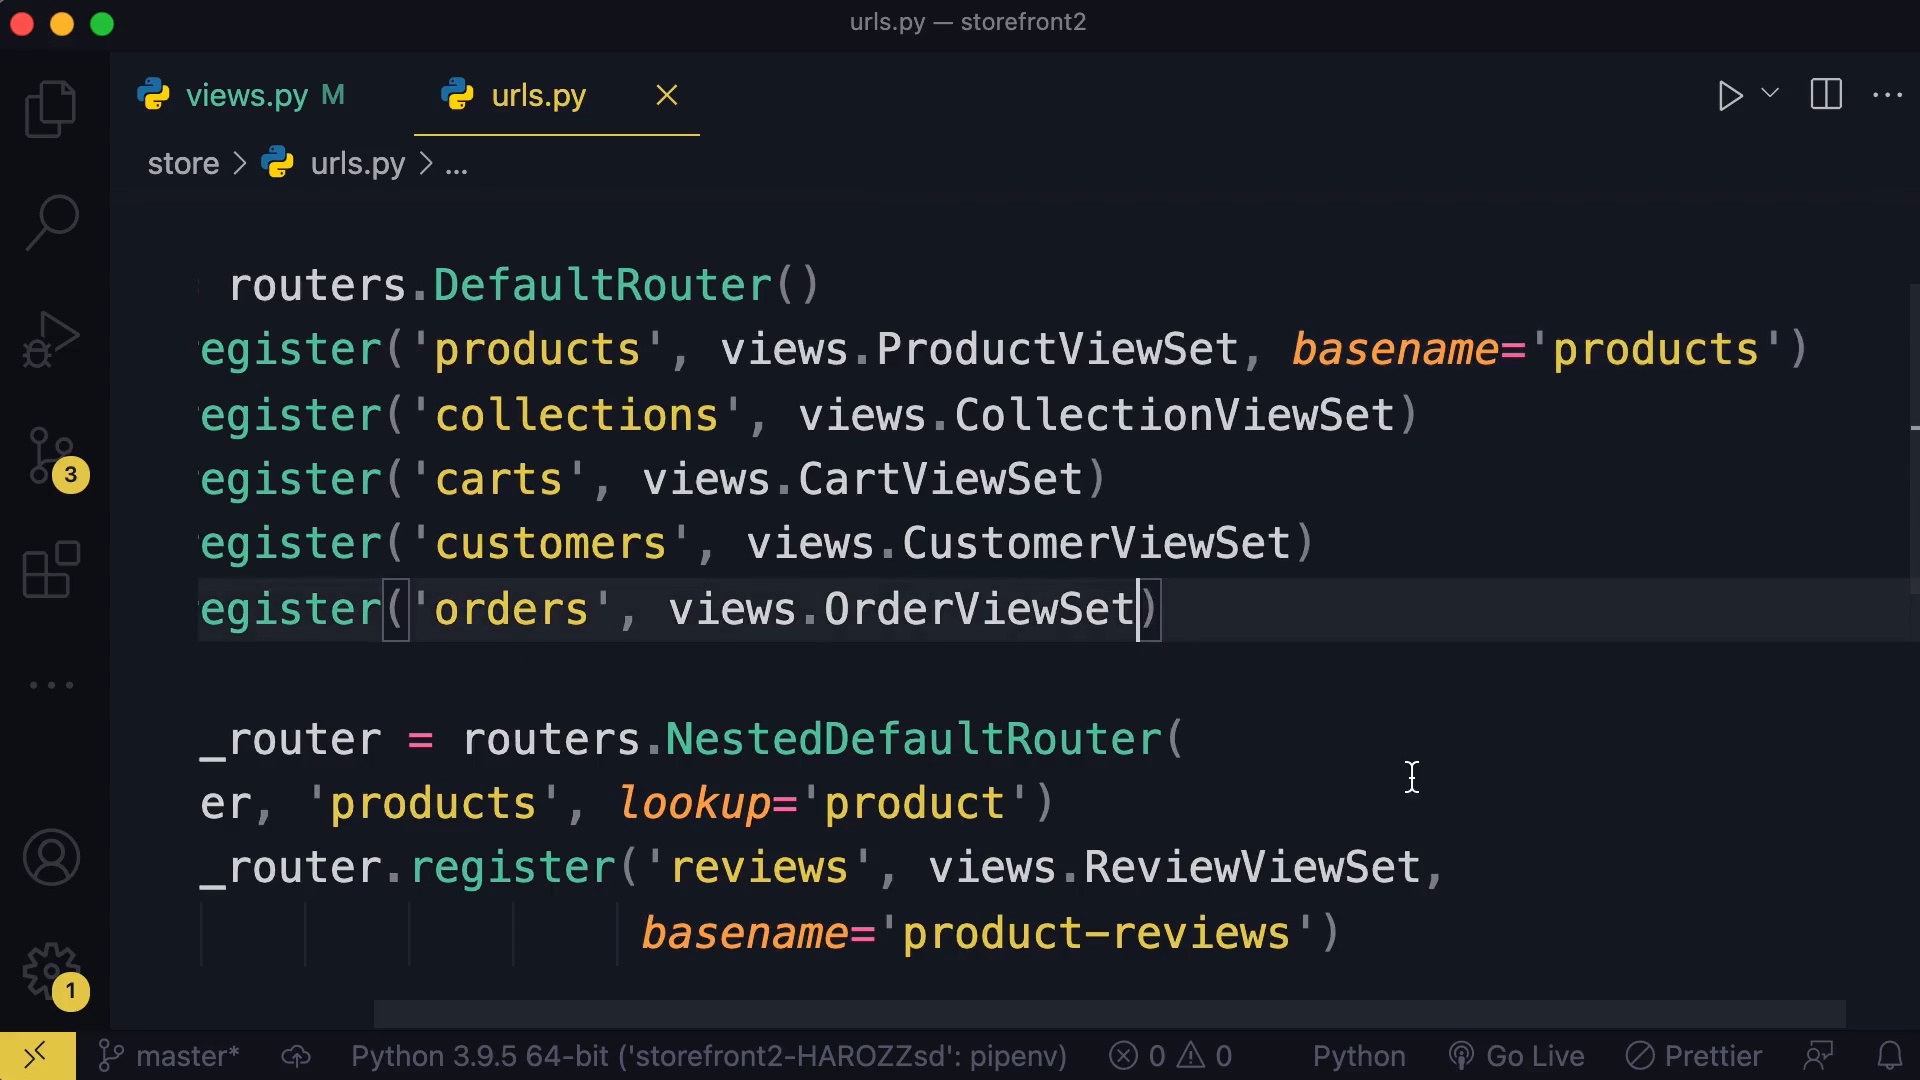 urls.py — storefront2
views.py M
urls.py
store > urls.py > ...
routers.DefaultRouter()
egister('products', views.ProductViewSet, basename='products')
egister('collections', views.CollectionViewSet)
egister('carts', views.CartViewSet)
egister('customers', views.CustomerViewSet)
egister('orders', views.OrderViewSet)
_router = routers.NestedDefaultRouter(
er, 'products', lookup='product')
_router.register('reviews', views.ReviewViewSet,
basename='product-reviews')
3
1
master* Python 3.9.5 64-bit ('storefront2-HAROZZsd': pipenv) 0 0 Python Go Live Prettier